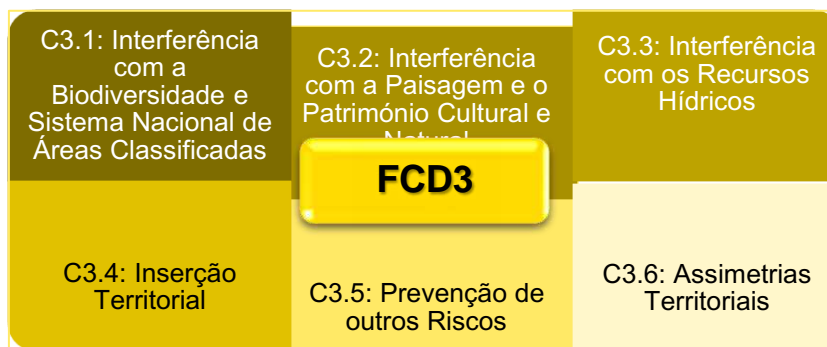 C3.1: Interferência
com a
Biodiversidade e
Sistema Nacional de
Áreas Classificadas
C3.2: Interferência
com a Paisagem e o
Património Cultural e
Natural
C3.3: Interferência
com os Recursos
Hídricos
FCD3
C3.4: Inserção
Territorial
C3.5: Prevenção de
outros Riscos
C3.6: Assimetrias
Territoriais